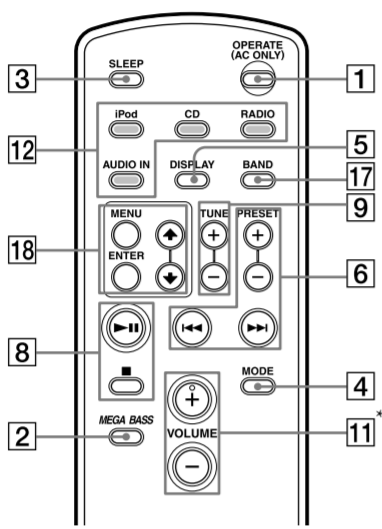 OPERATE
(AC ONLY)
SLEEP
3
1
iPod CD RADIO
12
5
AUDIO IN DISPLAY BAND
17
9
MENU TUNE PRESET
+ +
18
ENTER
− −
6
8
MODE
4
MEGA BASS
+
2
VOLUME
11*
−